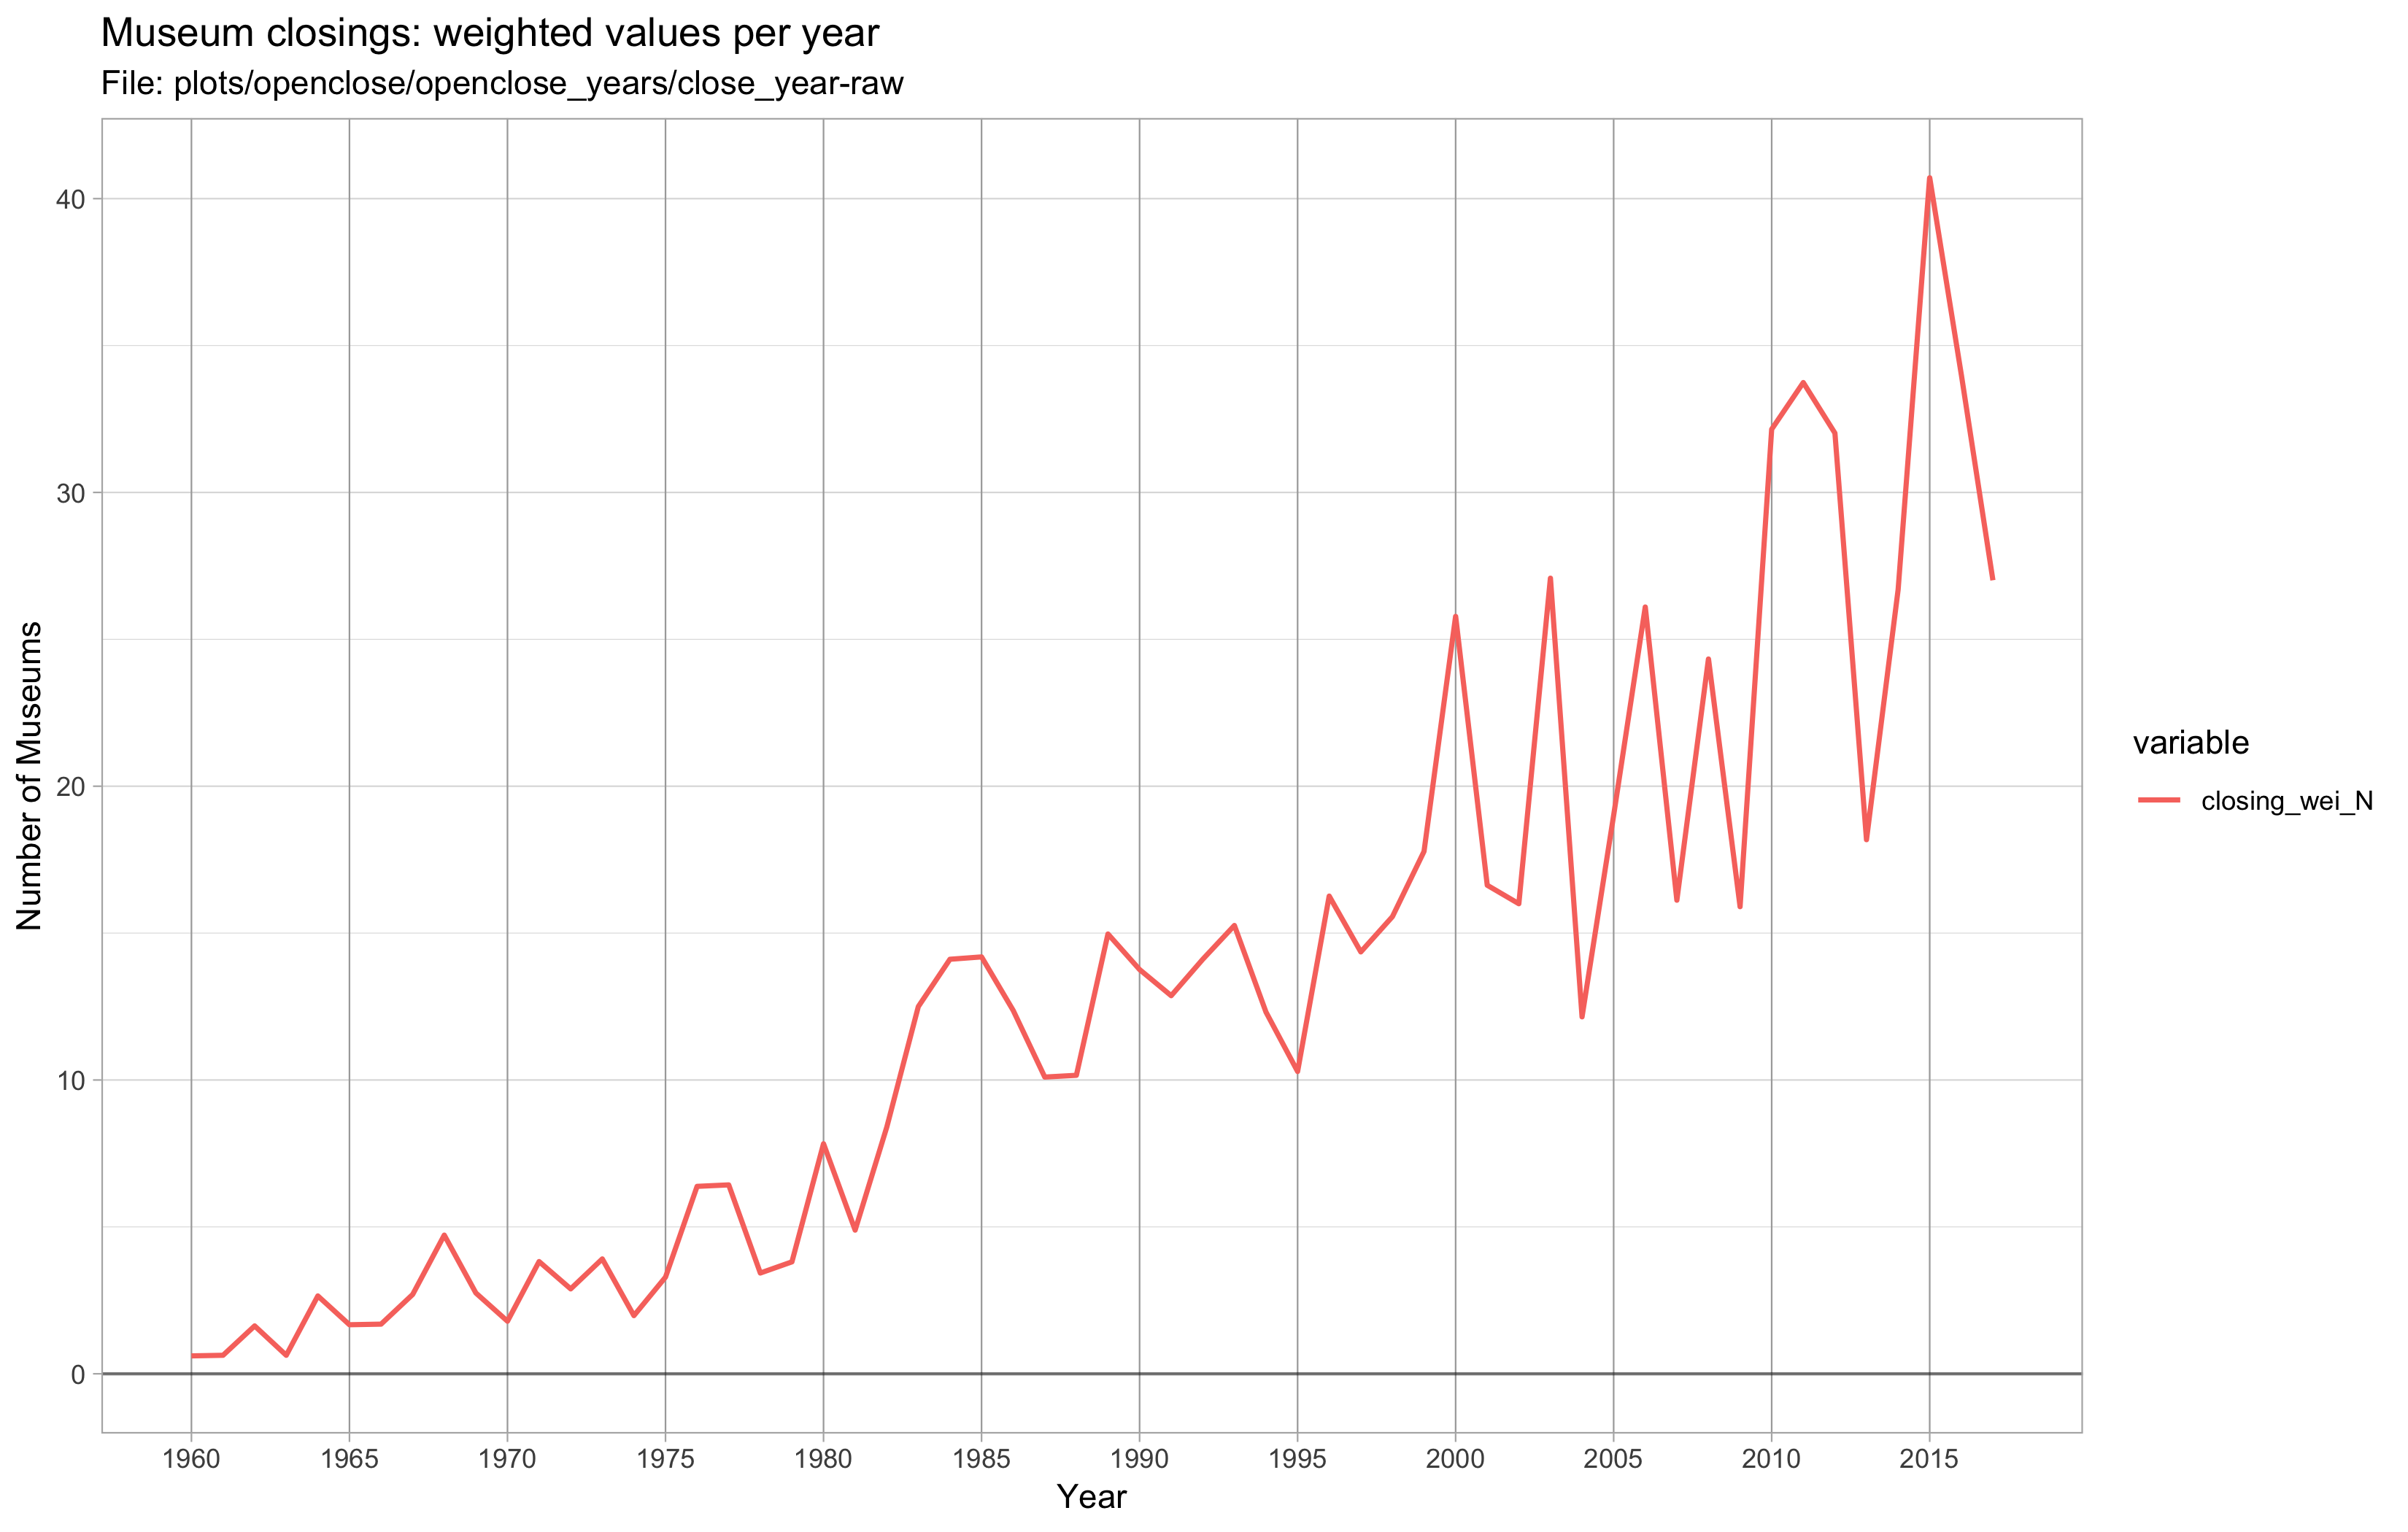 Museum closings: weighted values per year
File: plots/openclose/openclose_years/close_year-raw
40
30
20
10
0
Number of Museums
1960 1965 1970 1975 1980 1985 1990 1995 2000 2005 2010 2015
Year
variable
closing_wei_N